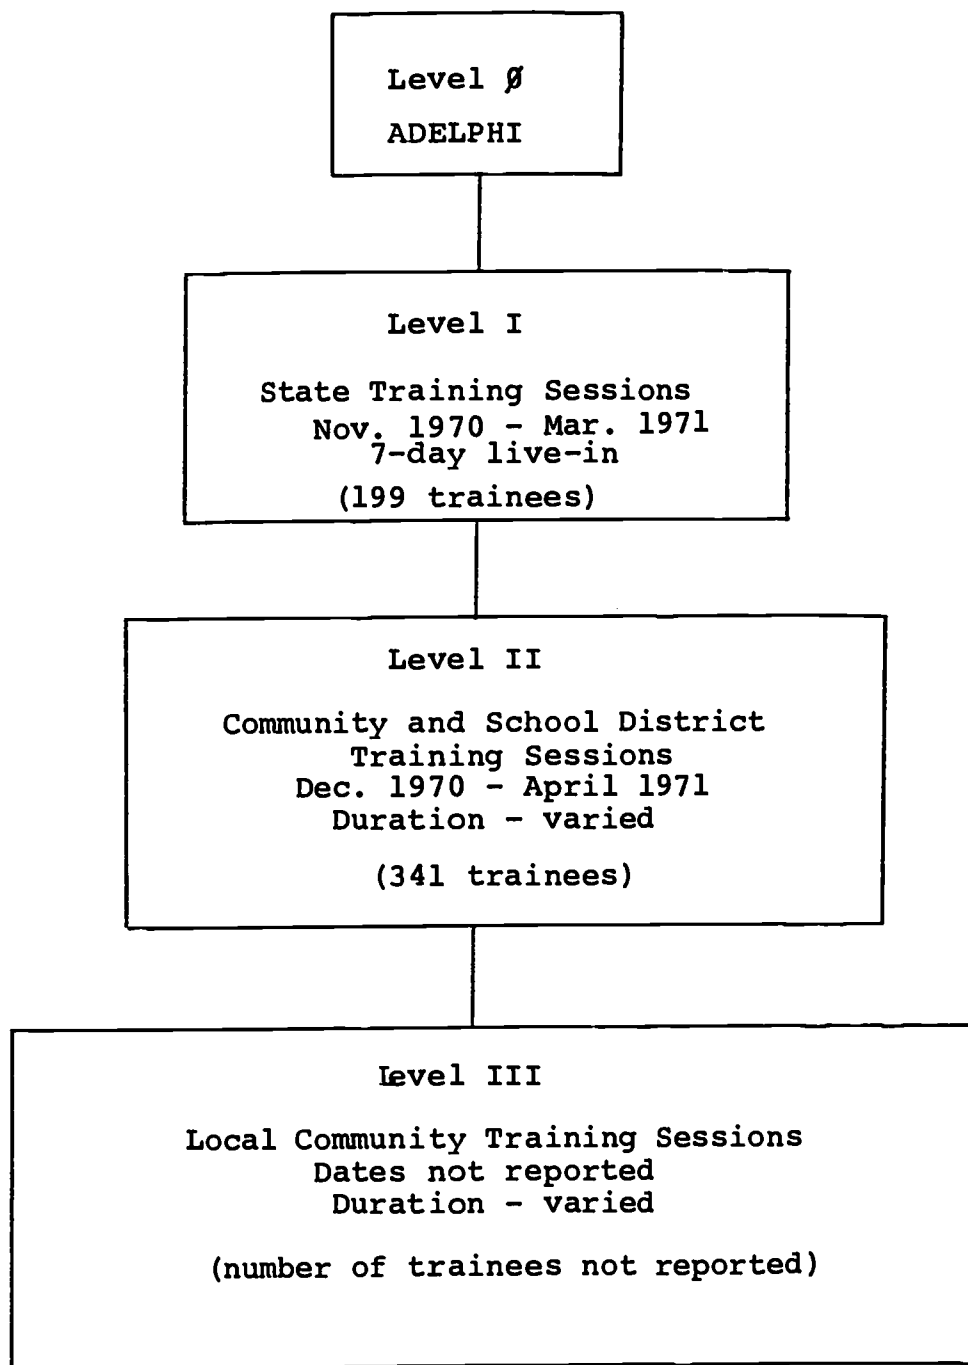 Level Ø
ADELPHI
Level I
State Training Sessions
Nov. 1970 - Mar. 1971
7-day live-in
(199 trainees)
Level II
Community and School District
Training Sessions
Dec. 1970 - April 1971
Duration - varied
(341 trainees)
Level III
Local Community Training Sessions
Dates not reported
Duration - varied
(number of trainees not reported)